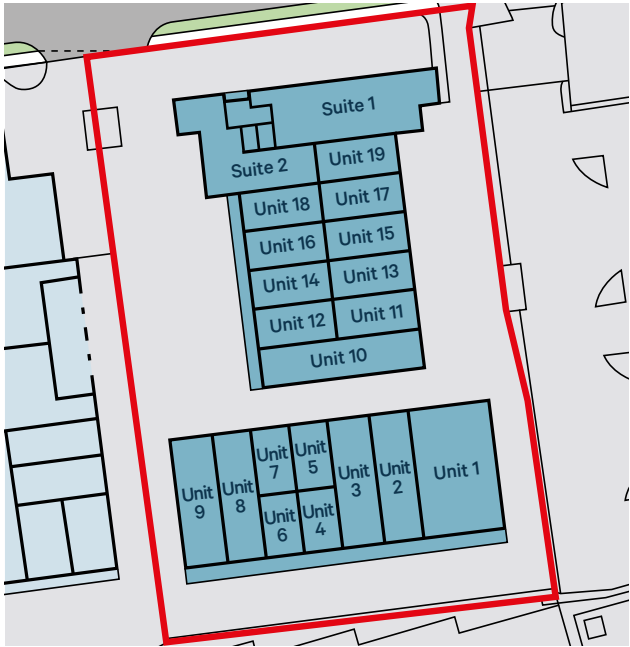 Suite 1
Suite 2
Unit 19
Unit 18
Unit 17
Unit 16
Unit 15
Unit 14
Unit 13
Unit 12
Unit 11
Unit 10
Unit
9
Unit
8
Unit
7
Unit
6
Unit
5
Unit
4
Unit
3
Unit
2
Unit 1